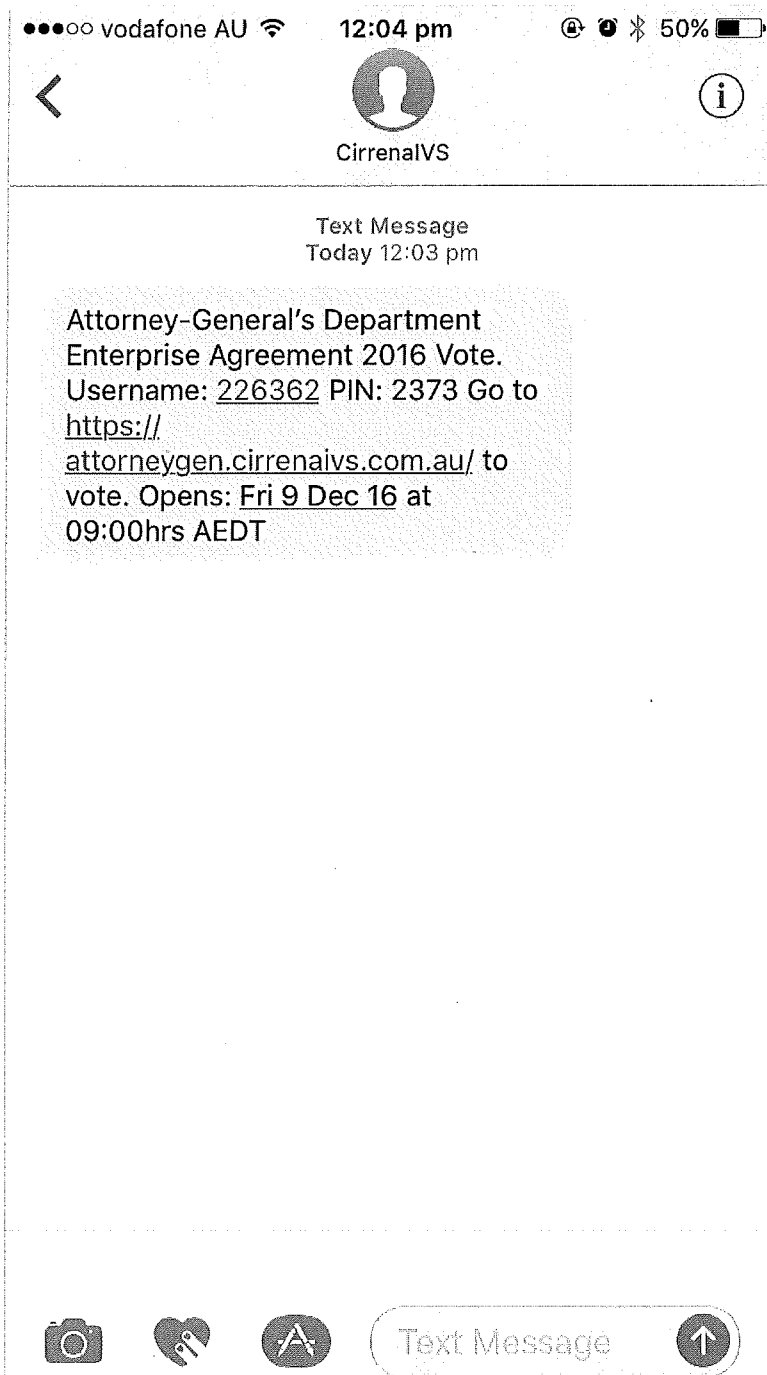 vodafone AU 12:04 pm 50%
CirrenaIVS
Text Message
Today 12:03 pm
Attorney-General's Department
Enterprise Agreement 2016 Vote.
Username: 226362 PIN: 2373 Go to
https://
attorneygen.cirrenaivs.com.au/ to
vote. Opens: Fri 9 Dec 16 at
09:00hrs AEDT
Text Message